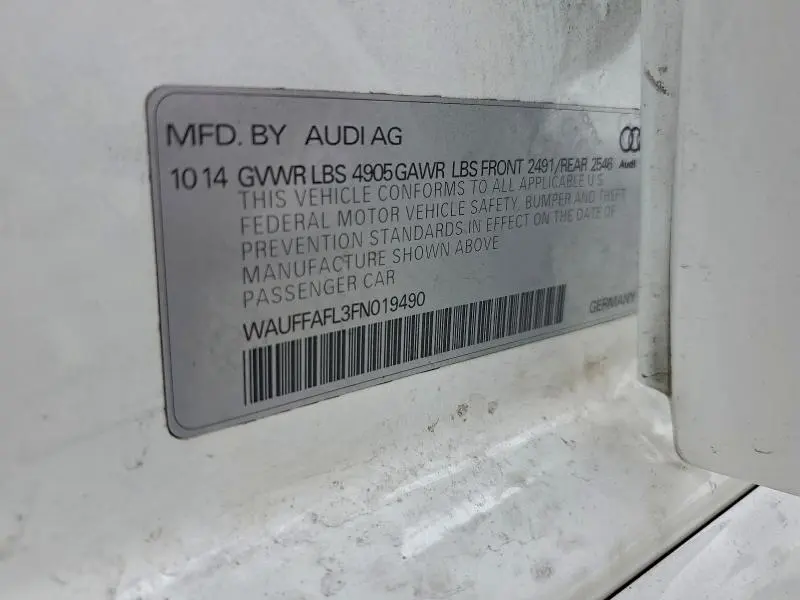 MFD. BY AUDI AG
10 14 GVWR LBS 4905 GAWR LBS FRONT 2491/REAR 2546
Audi
THIS VEHICLE CONFORMS TO ALL APPLICABLE U.S
FEDERAL MOTOR VEHICLE SAFETY, BUMPER AND THEFT
PREVENTION STANDARDS IN EFFECT ON THE DATE OF
MANUFACTURE SHOWN ABOVE
PASSENGER CAR
WAUFFAFL3FN019490
GERMANY